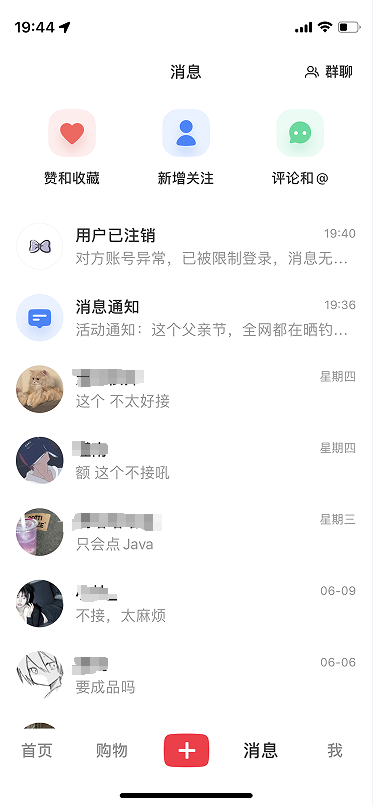 19:44
消息
群聊
赞和收藏
新增关注
评论和@
用户已注销
19:40
对方账号异常，已被限制登录，消息无...
消息通知
19:36
活动通知：这个父亲节，全网都在晒钓...
星期四
这个 不太好接
星期四
额 这个不接吼
星期三
只会点 Java
06-09
不接，太麻烦
06-06
要成品吗
首页
购物
消息
我